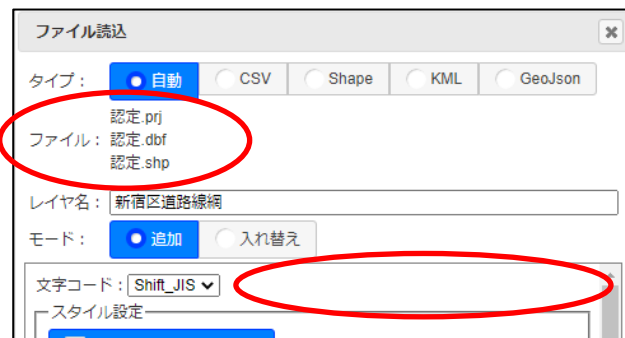 ファイル読込
タイプ： 自動 CSV Shape KML GeoJson
認定.prj
ファイル： 認定.dbf
認定.shp
レイヤ名： 新宿区道路線網
モード： 追加 入れ替え
文字コード： Shift_JIS
スタイル設定